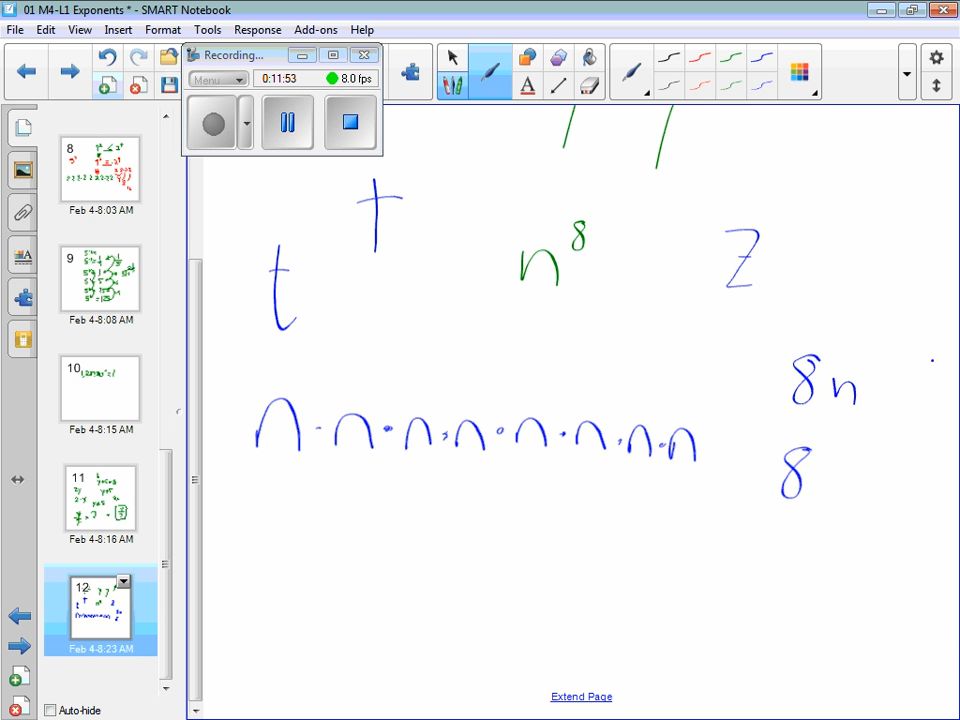 01 M4-L1 Exponents * - SMART Notebook
File Edit View Insert Format Tools Response Add-ons Help
Recording...
Menu 0:11:53 8.0 fps
8
Feb 4-8:03 AM
9
Feb 4-8:08 AM
10
Feb 4-8:15 AM
11
Feb 4-8:16 AM
12
Feb 4-8:23 AM
Auto-hide
t
t n⁸ z
8n
n · n · n · n · n · n · n · n
8
Extend Page